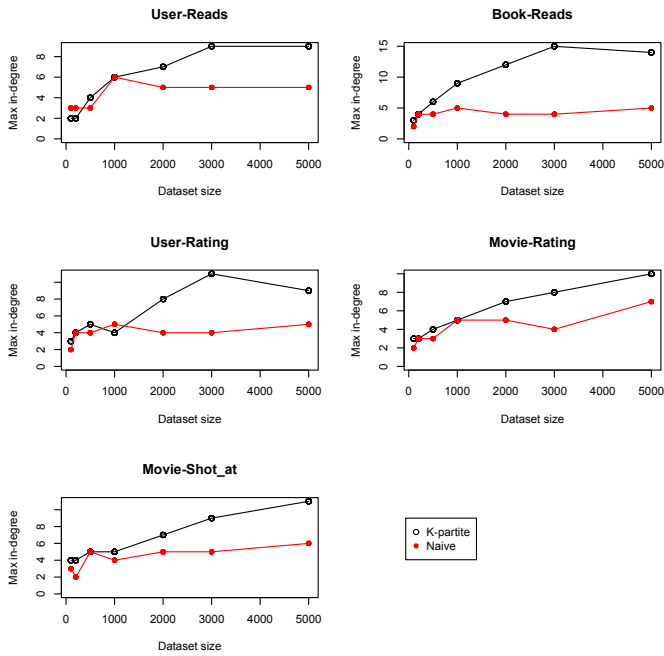 User-Reads
Max in-degree
0 2 4 6 8
0 1000 2000 3000 4000 5000
Dataset size
Book-Reads
Max in-degree
0 5 10 15
0 1000 2000 3000 4000 5000
Dataset size
User-Rating
Max in-degree
0 2 4 6 8
0 1000 2000 3000 4000 5000
Dataset size
Movie-Rating
Max in-degree
0 2 4 6 8
0 1000 2000 3000 4000 5000
Dataset size
Movie-Shot_at
Max in-degree
0 2 4 6 8
0 1000 2000 3000 4000 5000
Dataset size
K-partite
Naive